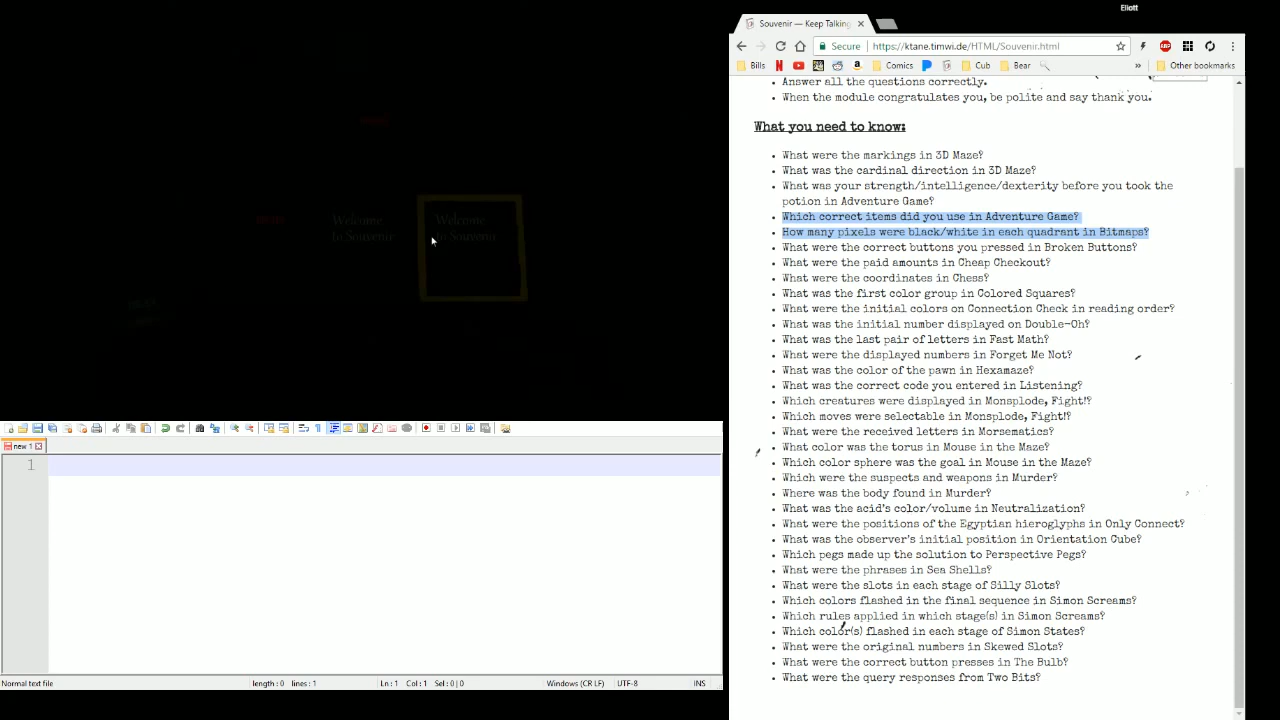 Eliott
Souvenir — Keep Talking
Secure
https://ktane.timwi.de/HTML/Souvenir.html
Bills
Comics
Cub
Bear
»
Other bookmarks
• Answer all the questions correctly.
• When the module congratulates you, be polite and say thank you.
What you need to know:
• What were the markings in 3D Maze?
• What was the cardinal direction in 3D Maze?
• What was your strength/intelligence/dexterity before you took the
potion in Adventure Game?
• Which correct items did you use in Adventure Game?
• How many pixels were black/white in each quadrant in Bitmaps?
• What were the correct buttons you pressed in Broken Buttons?
• What were the paid amounts in Cheap Checkout?
• What were the coordinates in Chess?
• What was the first color group in Colored Squares?
• What were the initial colors on Connection Check in reading order?
• What was the initial number displayed on Double-Oh?
• What was the last pair of letters in Fast Math?
• What were the displayed numbers in Forget Me Not?
• What was the color of the pawn in Hexamaze?
• What was the correct code you entered in Listening?
• Which creatures were displayed in Monsplode, Fight!?
• Which moves were selectable in Monsplode, Fight!?
• What were the received letters in Morsematics?
• What color was the torus in Mouse in the Maze?
• Which color sphere was the goal in Mouse in the Maze?
• Which were the suspects and weapons in Murder?
• Where was the body found in Murder?
• What was the acid's color/volume in Neutralization?
• What were the positions of the Egyptian hieroglyphs in Only Connect?
• What was the observer's initial position in Orientation Cube?
• Which pegs made up the solution to Perspective Pegs?
• What were the phrases in Sea Shells?
• What were the slots in each stage of Silly Slots?
• Which colors flashed in the final sequence in Simon Screams?
• Which rules applied in which stage(s) in Simon Screams?
• Which color(s) flashed in each stage of Simon States?
• What were the original numbers in Skewed Slots?
• What were the correct button presses in The Bulb?
• What were the query responses from Two Bits?
Welcome
To Souvenir
Welcome
To Souvenir
new 1
1
Normal text file
length : 0 lines : 1
Ln : 1 Col : 1 Sel : 0 | 0
Windows (CR LF)
UTF-8
INS